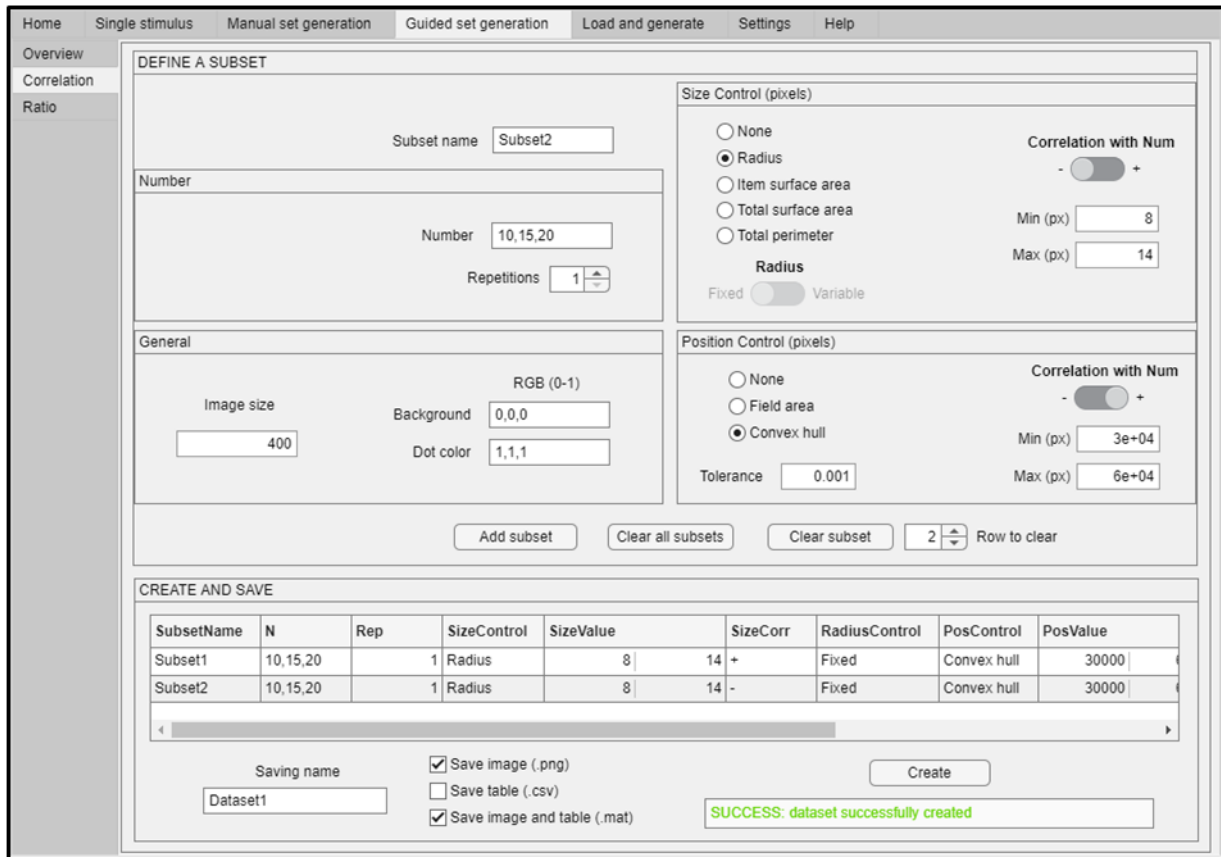 Home Single stimulus Manual set generation Guided set generation Load and generate Settings Help
Overview
Correlation
Ratio
DEFINE A SUBSET
Subset name Subset2
Number
Number 10,15,20
Repetitions 1
General
RGB (0-1)
Image size
400
Background 0,0,0
Dot color 1,1,1
Size Control (pixels)
None
Radius
Item surface area
Total surface area
Total perimeter
Radius
Fixed Variable
Correlation with Num
- +
Min (px) 8
Max (px) 14
Position Control (pixels)
None
Field area
Convex hull
Tolerance 0.001
Correlation with Num
- +
Min (px) 3e+04
Max (px) 6e+04
Add subset Clear all subsets Clear subset 2 Row to clear
CREATE AND SAVE
SubsetName N Rep SizeControl SizeValue SizeCorr RadiusControl PosControl PosValue
Subset1 10,15,20 1 Radius 8 14 + Fixed Convex hull 30000
Subset2 10,15,20 1 Radius 8 14 - Fixed Convex hull 30000
Saving name
Dataset1
Save image (.png)
Save table (.csv)
Save image and table (.mat)
Create
SUCCESS: dataset successfully created